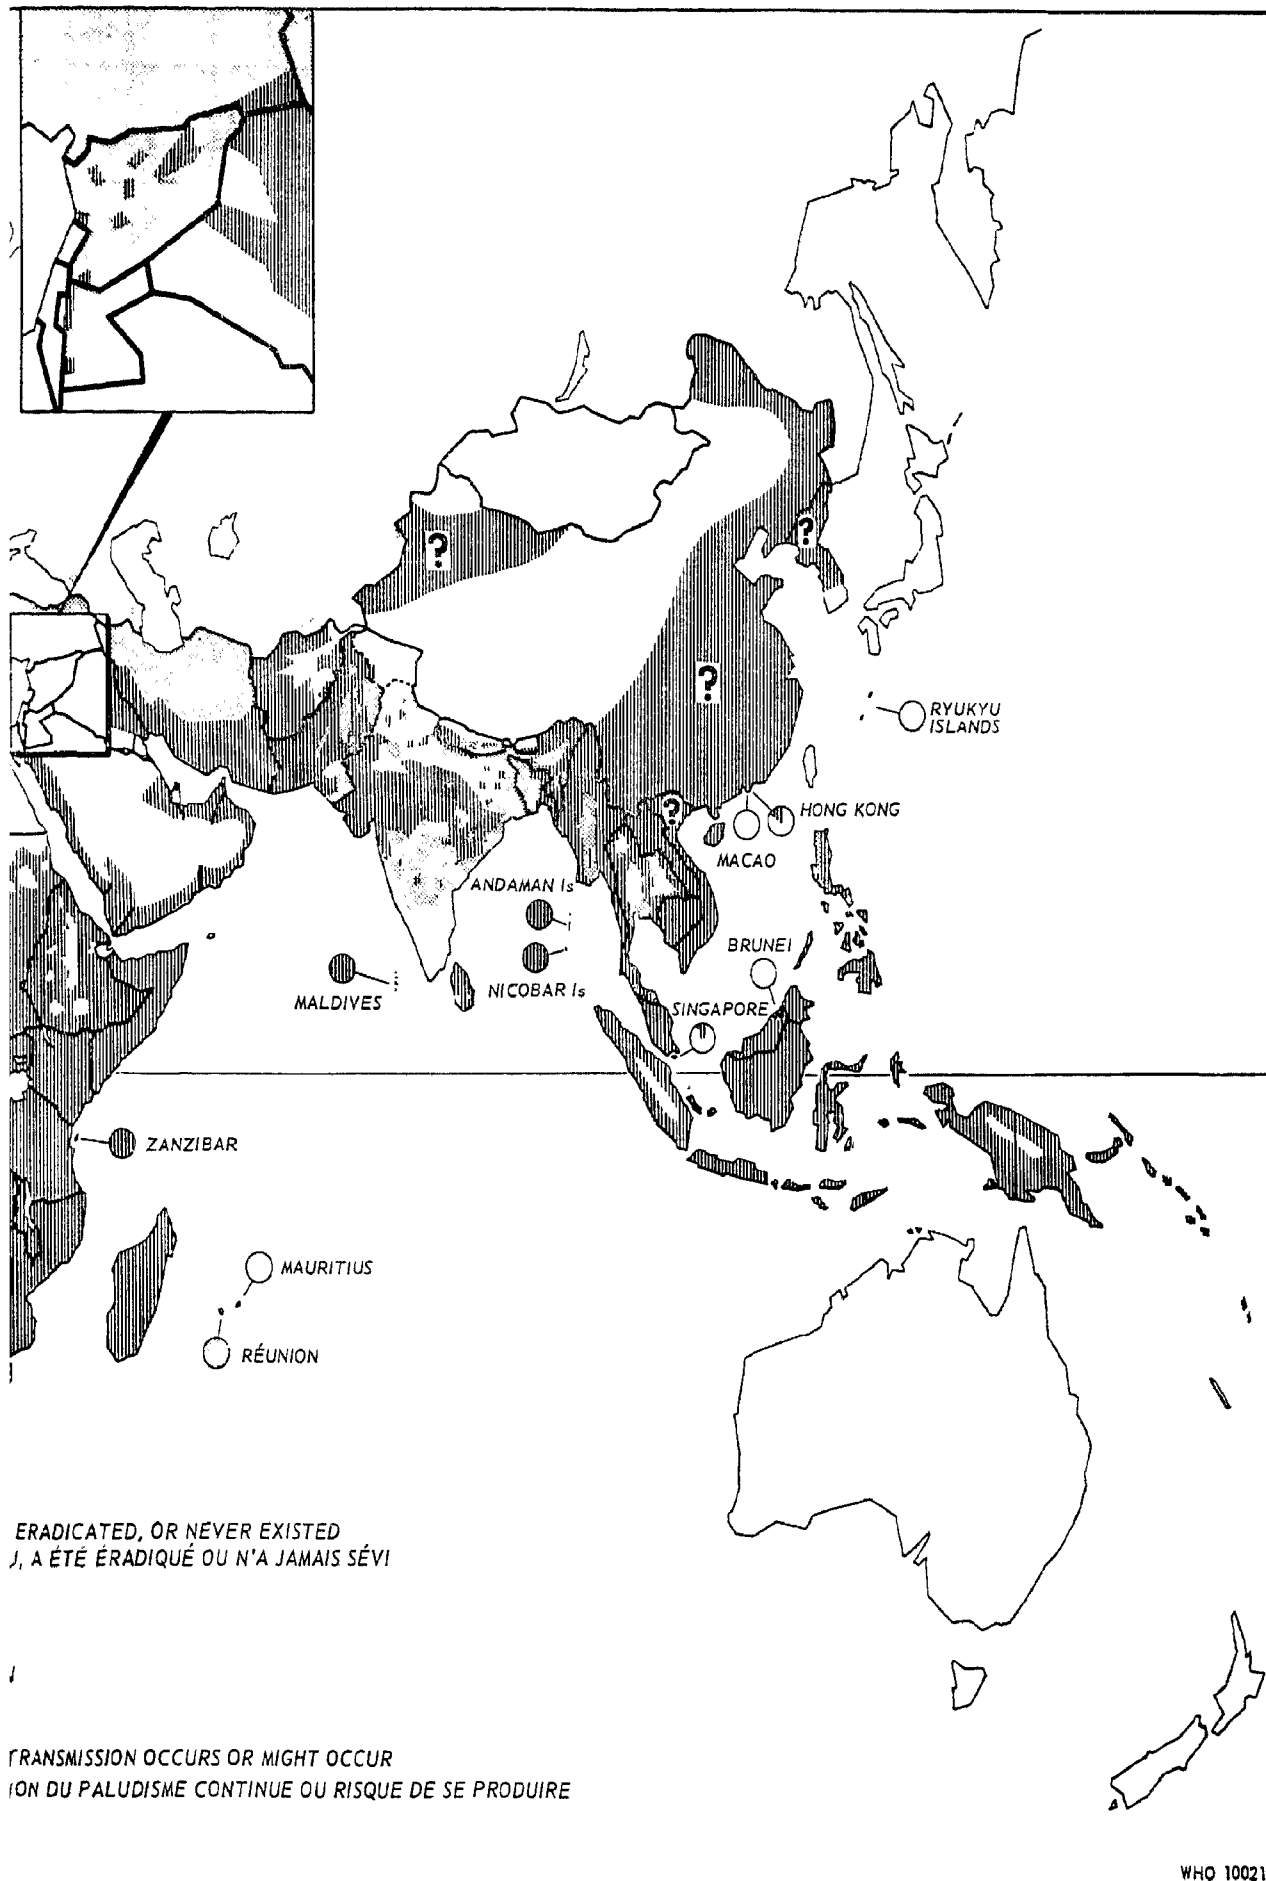 ?
?
?
RYUKYU
ISLANDS
?
HONG KONG
MACAO
ANDAMAN Is
BRUNEI
MALDIVES
NICOBAR Is
SINGAPORE
ZANZIBAR
MAURITIUS
RÉUNION
ERADICATED, OR NEVER EXISTED
, A ÉTÉ ÉRADIQUÉ OU N'A JAMAIS SÉVI
TRANSMISSION OCCURS OR MIGHT OCCUR
ION DU PALUDISME CONTINUE OU RISQUE DE SE PRODUIRE
WHO 10021